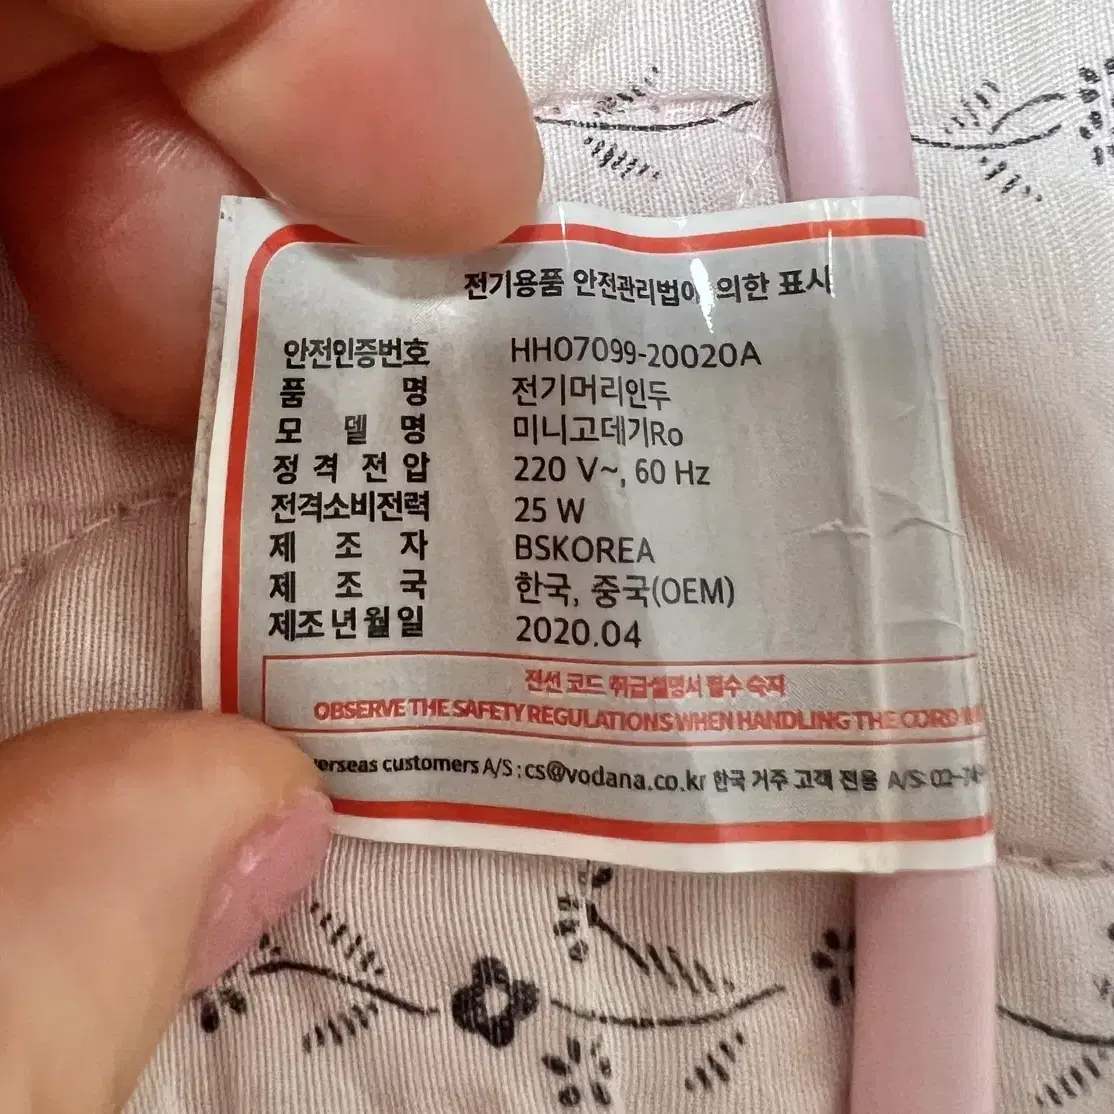 전기용품 안전관리법에 의한 표시
안전인증번호 HH07099-20020A
품 명 전기머리인두
모 델 명 미니고데기Ro
정 격 전 압 220 V~, 60 Hz
전격소비전력 25 W
제 조 자 BSKOREA
제 조 국 한국, 중국(OEM)
제조년월일 2020.04
전선 코드 취급설명서 필수 숙지
OBSERVE THE SAFETY REGULATIONS WHEN HANDLING THE CORD
customers A/S : cs@vodana.co.kr 한국 거주 고객 전용 A/S: 02-